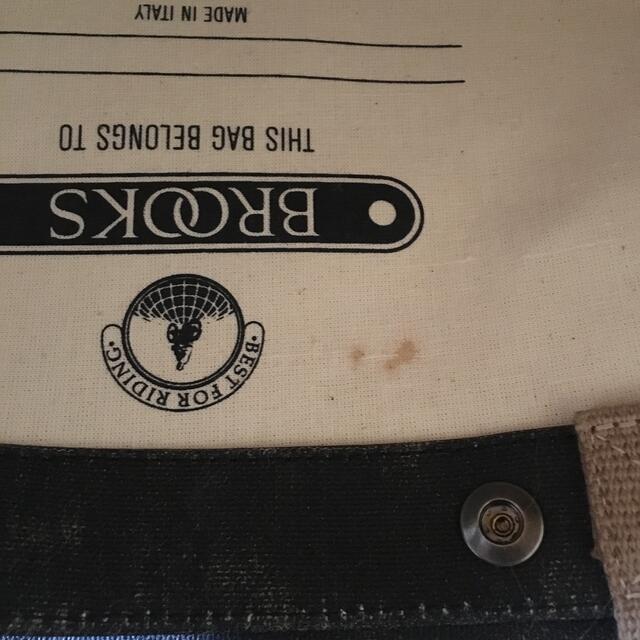 BEST FOR RIDING
BROOKS
THIS BAG BELONGS TO
MADE IN ITALY